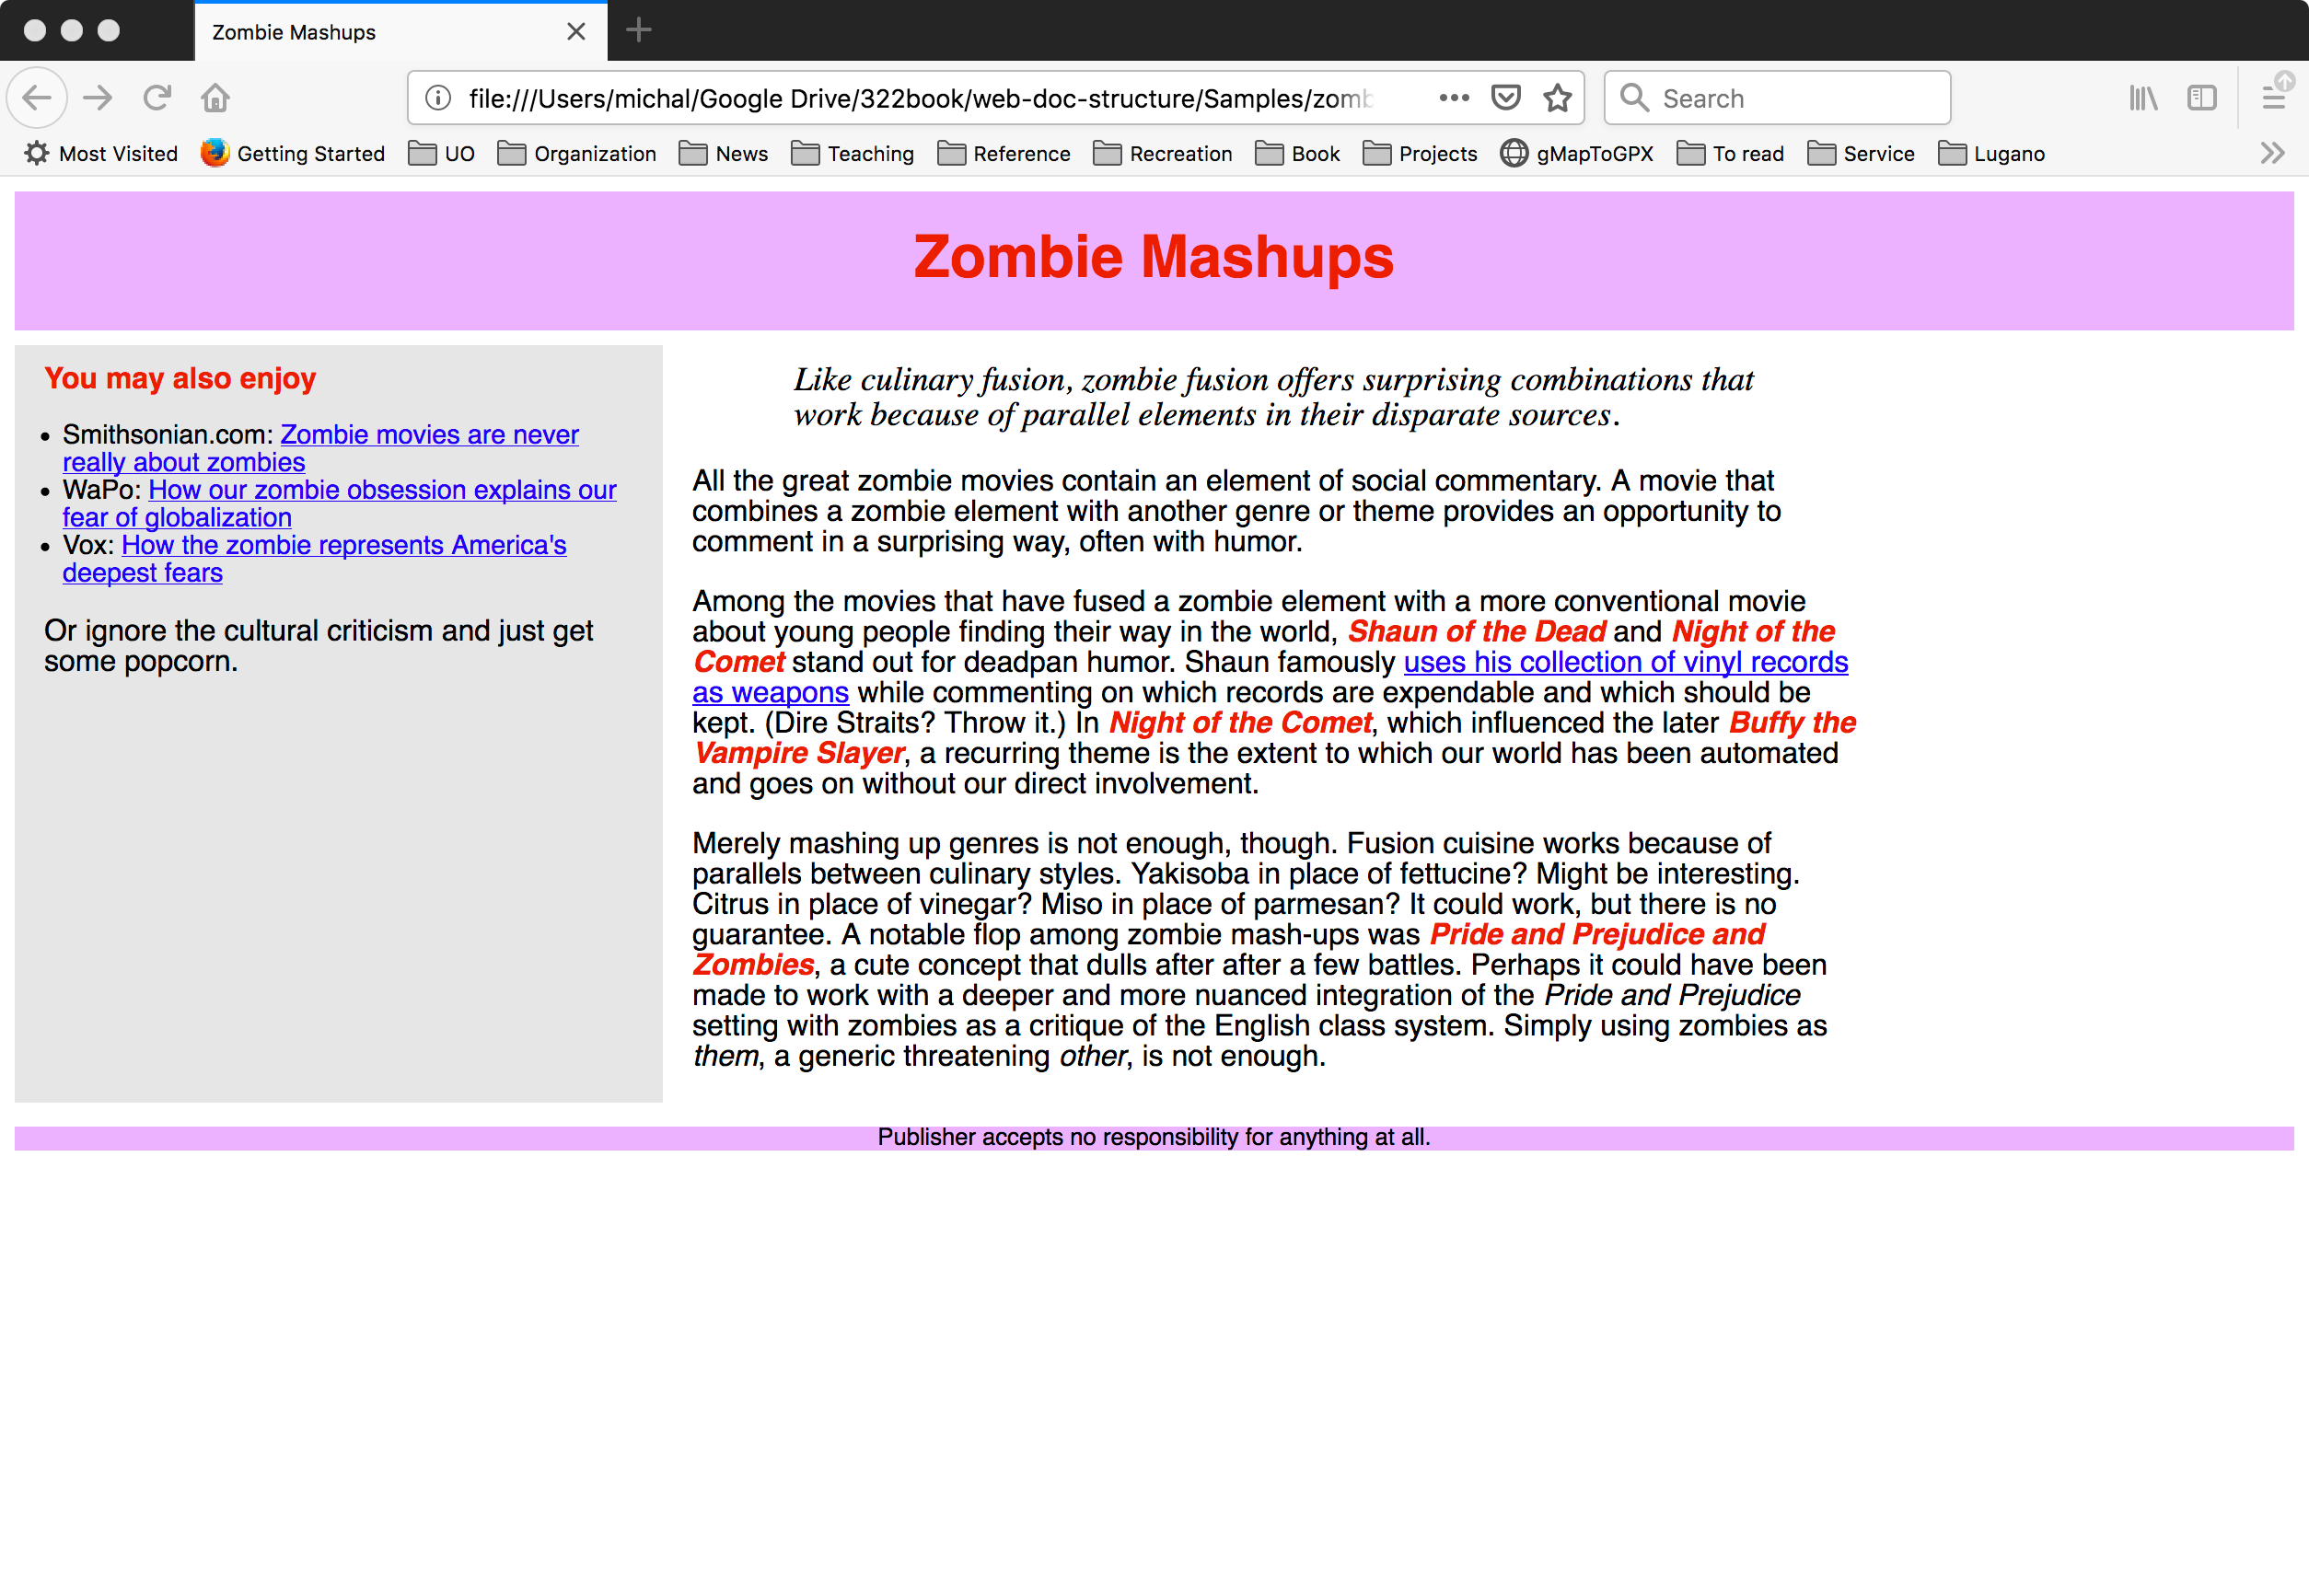 Zombie Mashups
file:///Users/michal/Google Drive/322book/web-doc-structure/Samples/zomb
Search
Most Visited Getting Started UO Organization News Teaching Reference Recreation Book Projects gMapToGPX To read Service Lugano
Zombie Mashups
You may also enjoy
• Smithsonian.com: Zombie movies are never
really about zombies
• WaPo: How our zombie obsession explains our
fear of globalization
• Vox: How the zombie represents America's
deepest fears
Or ignore the cultural criticism and just get
some popcorn.
Like culinary fusion, zombie fusion offers surprising combinations that
work because of parallel elements in their disparate sources.
All the great zombie movies contain an element of social commentary. A movie that
combines a zombie element with another genre or theme provides an opportunity to
comment in a surprising way, often with humor.
Among the movies that have fused a zombie element with a more conventional movie
about young people finding their way in the world, Shaun of the Dead and Night of the
Comet stand out for deadpan humor. Shaun famously uses his collection of vinyl records
as weapons while commenting on which records are expendable and which should be
kept. (Dire Straits? Throw it.) In Night of the Comet, which influenced the later Buffy the
Vampire Slayer, a recurring theme is the extent to which our world has been automated
and goes on without our direct involvement.
Merely mashing up genres is not enough, though. Fusion cuisine works because of
parallels between culinary styles. Yakisoba in place of fettucine? Might be interesting.
Citrus in place of vinegar? Miso in place of parmesan? It could work, but there is no
guarantee. A notable flop among zombie mash-ups was Pride and Prejudice and
Zombies, a cute concept that dulls after after a few battles. Perhaps it could have been
made to work with a deeper and more nuanced integration of the Pride and Prejudice
setting with zombies as a critique of the English class system. Simply using zombies as
them, a generic threatening other, is not enough.
Publisher accepts no responsibility for anything at all.